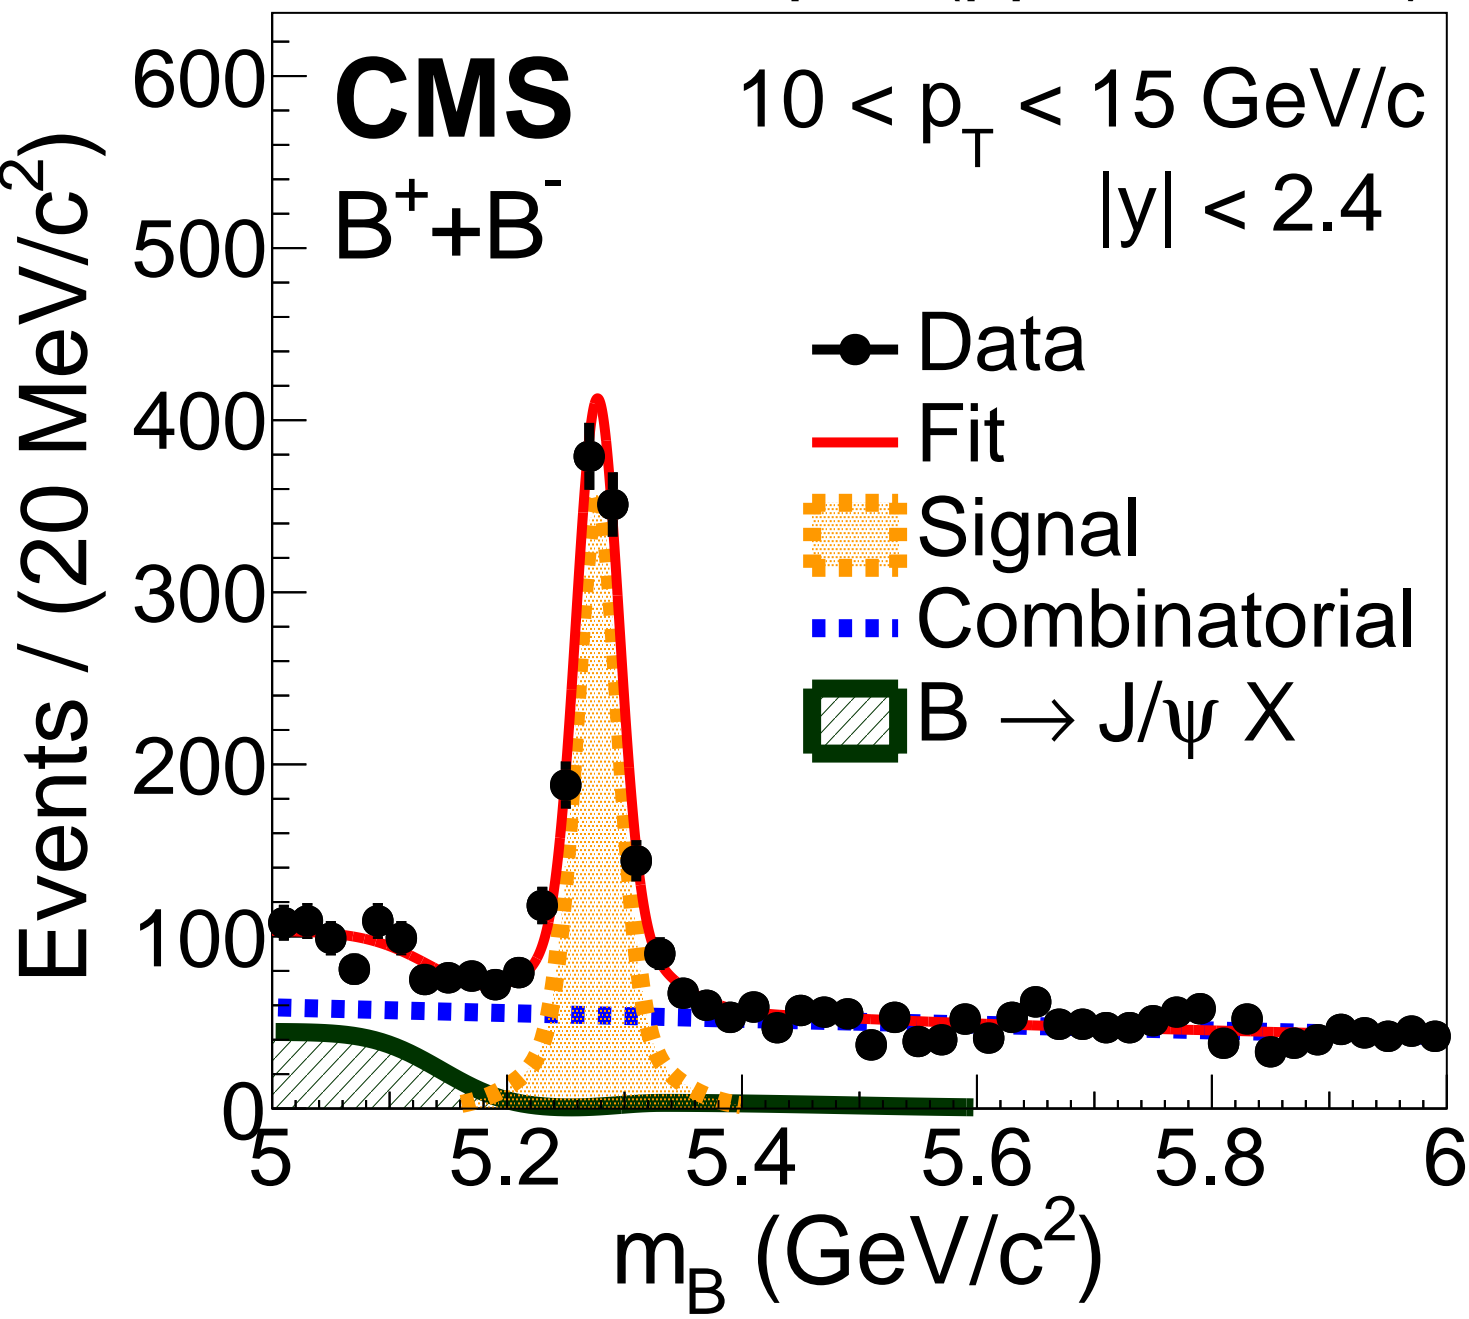 CMS
10 < p_T < 15 GeV/c
B⁺+B⁻
|y| < 2.4
Data
Fit
Signal
Combinatorial
B → J/ψ X
Events / (20 MeV/c²)
600
500
400
300
200
100
0
5 5.2 5.4 5.6 5.8 6
m_B (GeV/c²)